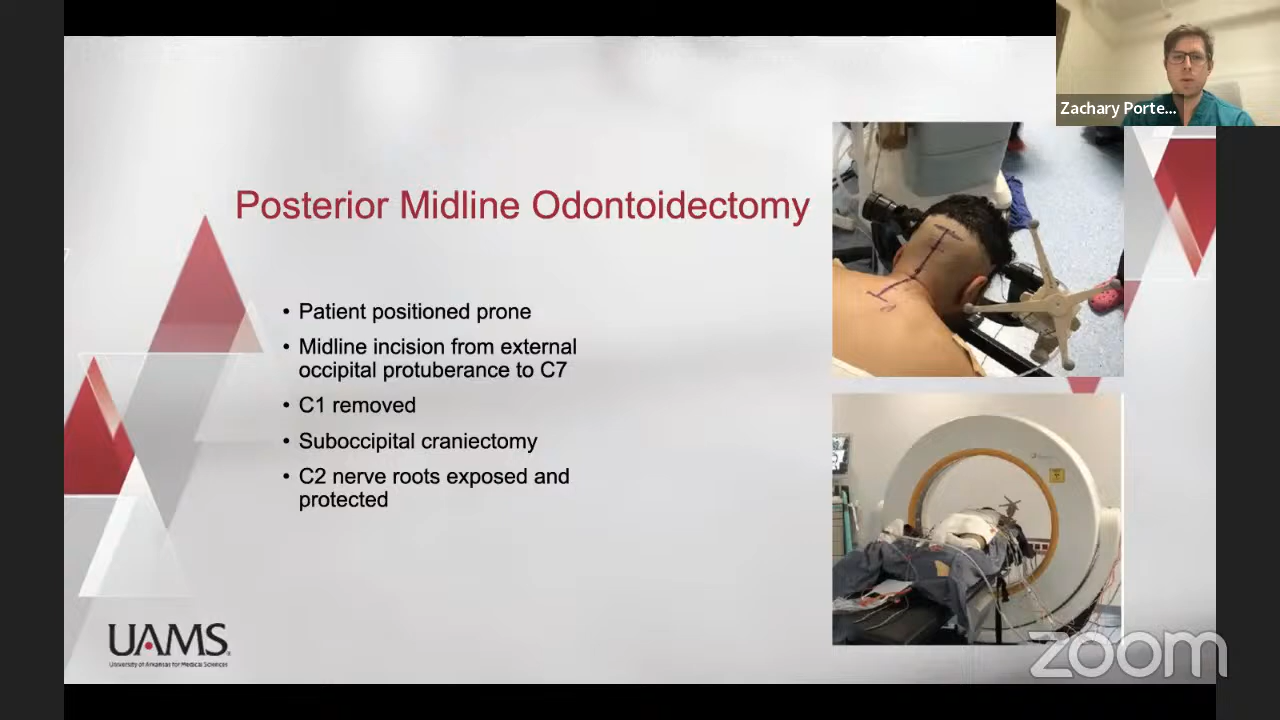 Zachary Porte...
Posterior Midline Odontoidectomy
• Patient positioned prone
• Midline incision from external
occipital protuberance to C7
• C1 removed
• Suboccipital craniectomy
• C2 nerve roots exposed and
protected
UAMS
University of Arkansas for Medical Sciences
zoom